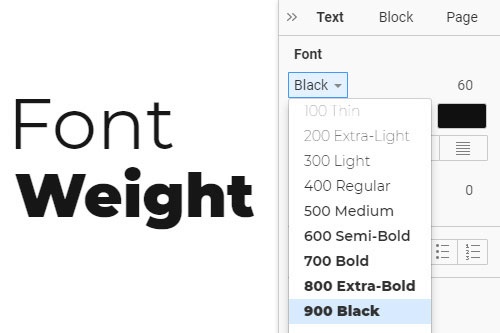 Font
Weight
Text Block Page
Font
Black 60
100 Thin
200 Extra-Light
300 Light
400 Regular
500 Medium
0
600 Semi-Bold
700 Bold
800 Extra-Bold
900 Black